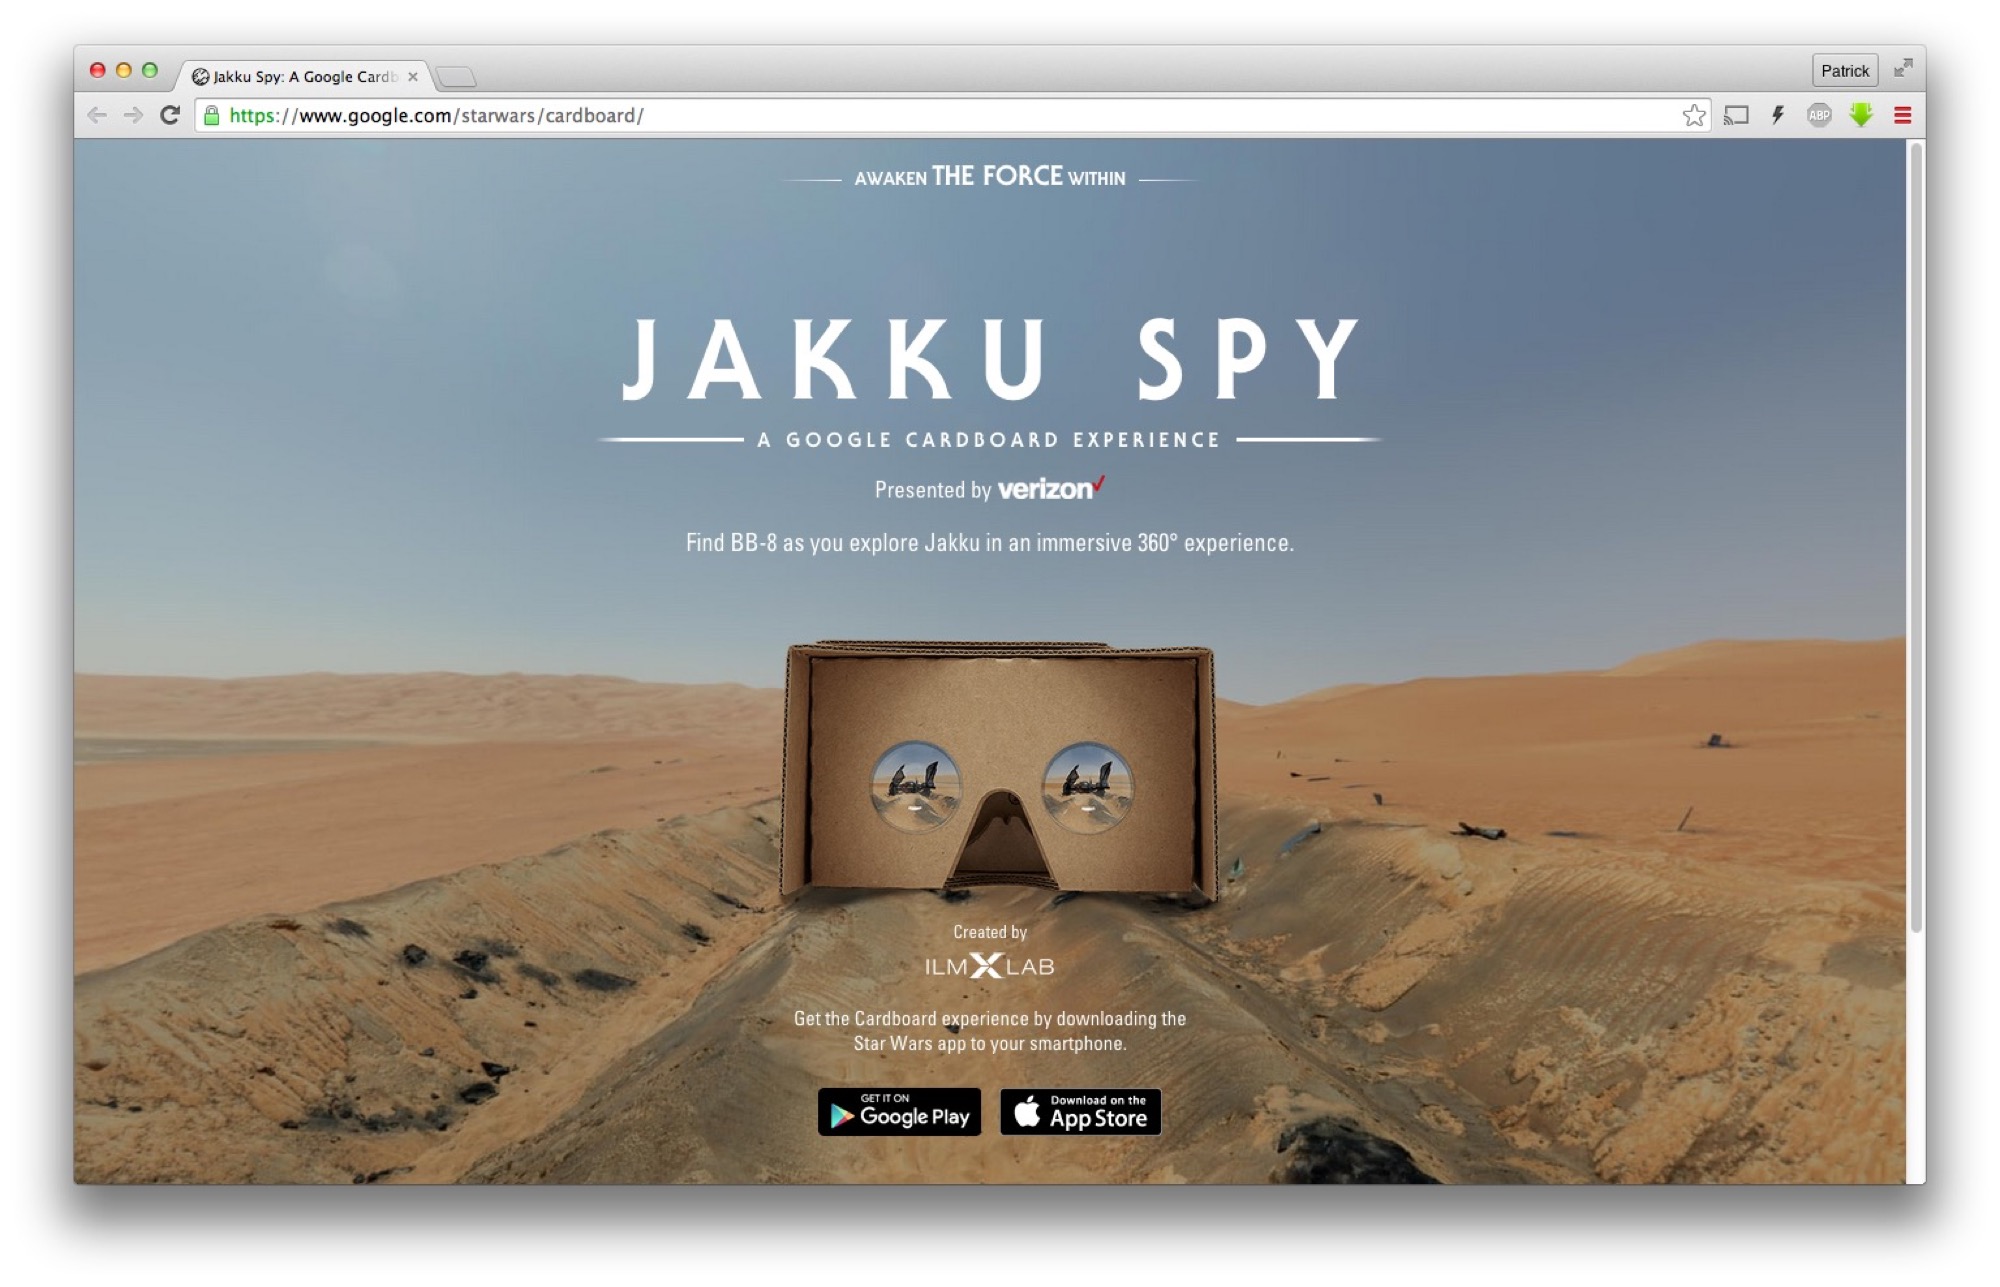 Jakku Spy: A Google Cardb
Patrick
https://www.google.com/starwars/cardboard/
ABP
AWAKEN THE FORCE WITHIN
JAKKU SPY
A GOOGLE CARDBOARD EXPERIENCE
Presented by verizon
Find BB-8 as you explore Jakku in an immersive 360° experience.
Created by
ILMXLAB
Get the Cardboard experience by downloading the
Star Wars app to your smartphone.
GET IT ON
Google Play
Download on the
App Store